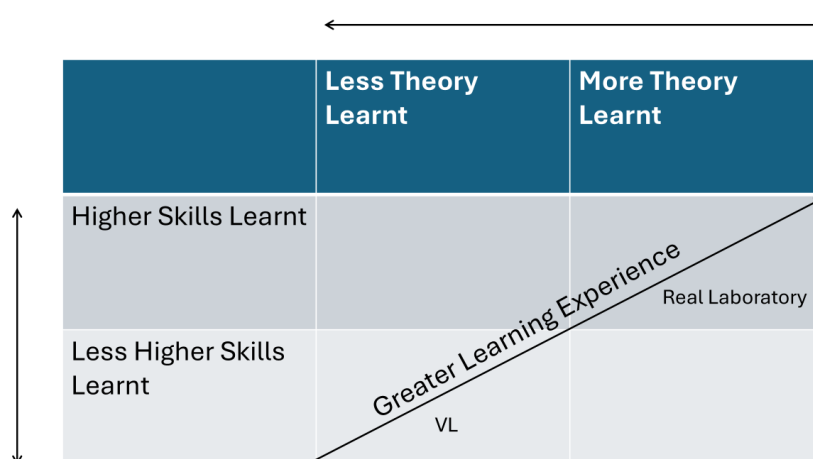 Less Theory
Learnt
More Theory
Learnt
Higher Skills Learnt
Greater Learning Experience
Real Laboratory
Less Higher Skills
Learnt
VL